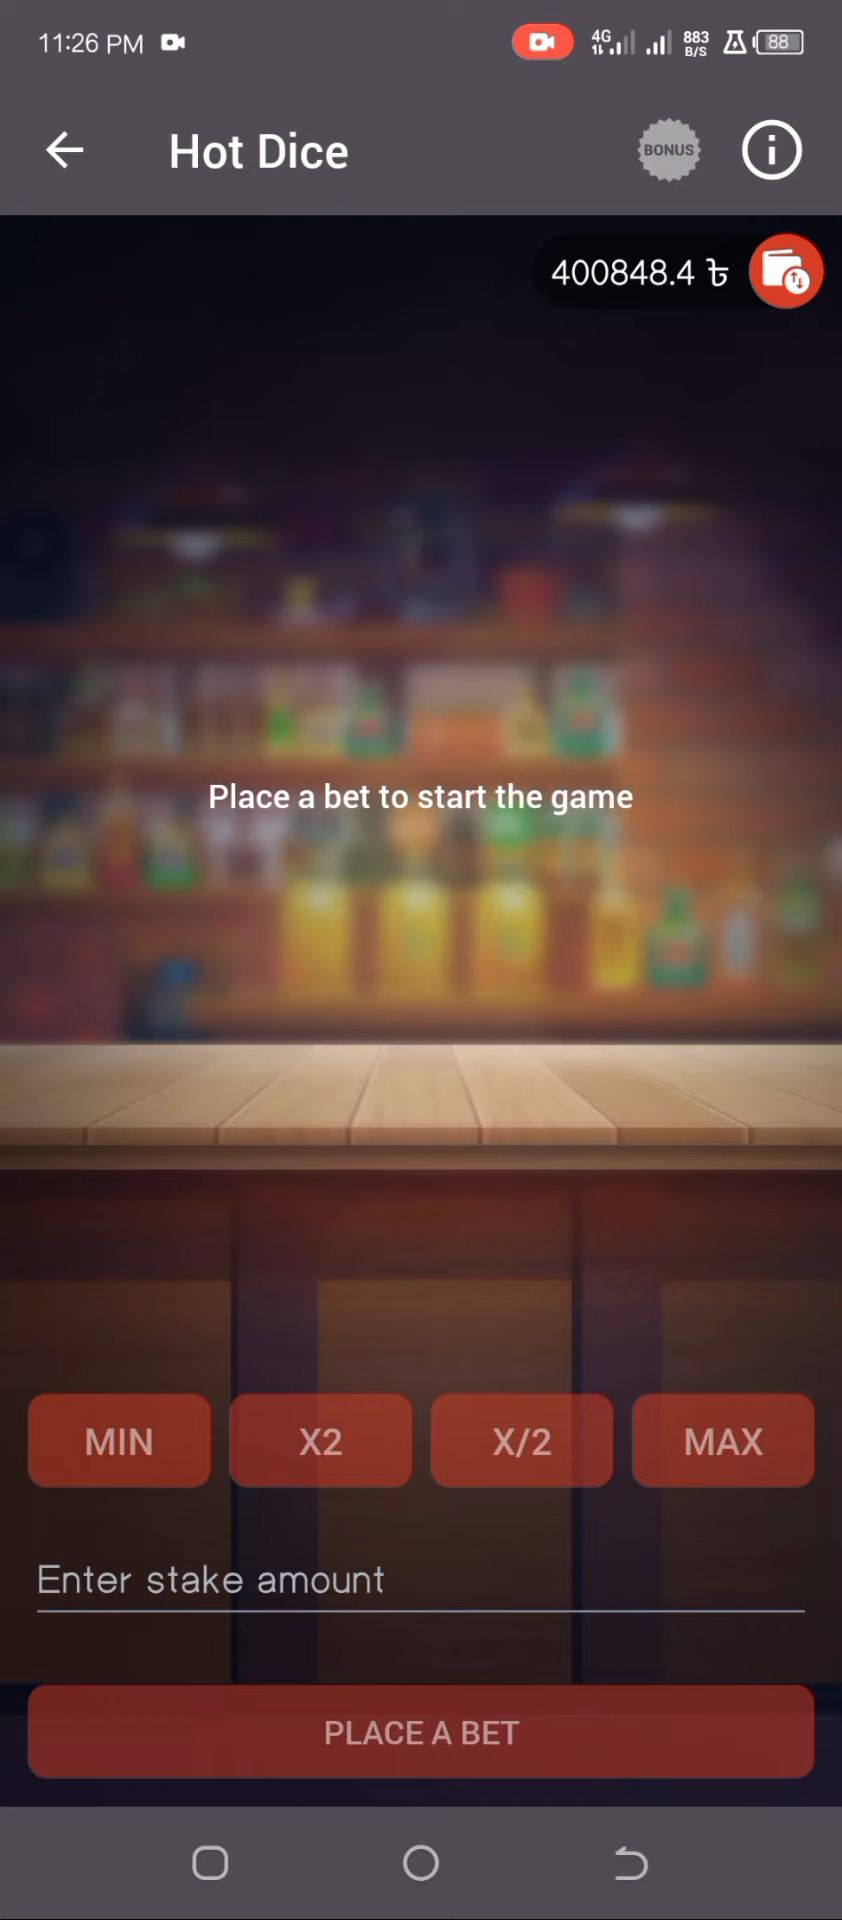 11:26 PM
4G
883
B/S
88
Hot Dice
BONUS
400848.4 ৳
Place a bet to start the game
MIN
X2
X/2
MAX
Enter stake amount
PLACE A BET